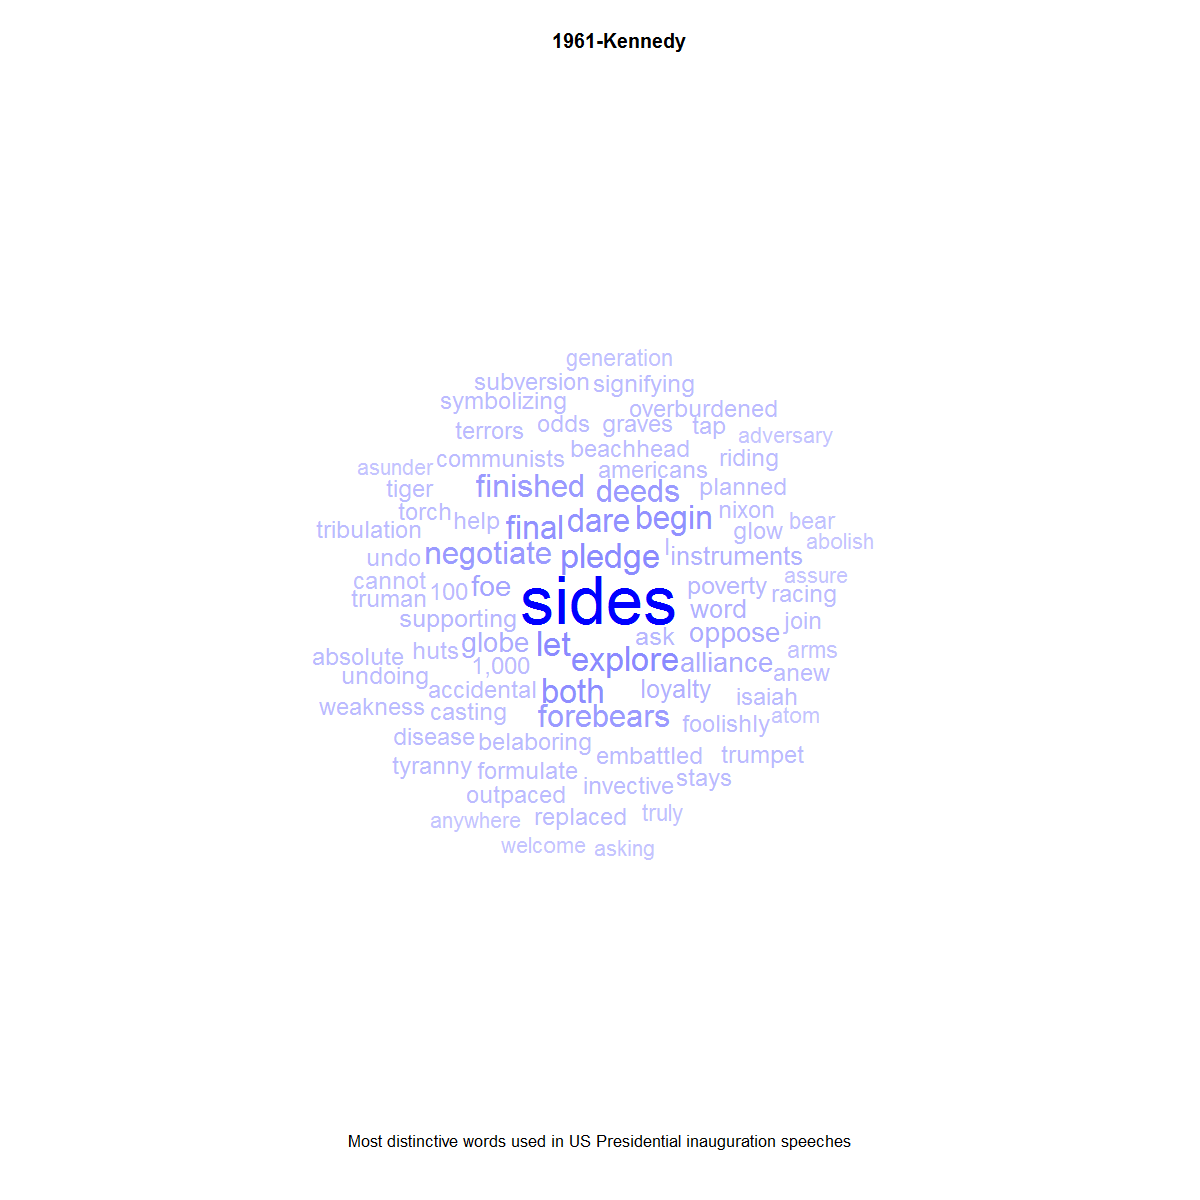 1961-Kennedy
generation
subversion signifying
symbolizing overburdened
terrors odds graves tap adversary
communists beachhead riding
asunder americans
tiger finished deeds planned
torch help final dare begin nixon bear
tribulation glow abolish
undo negotiate pledge l instruments
cannot 100 foe sides poverty assure
truman word racing
supporting ask oppose join
absolute huts globe let explore alliance arms
undoing 1,000 anew
weakness accidental both loyalty isaiah
casting forebears foolishly atom
disease belaboring embattled trumpet
tyranny formulate invective stays
outpaced
anywhere replaced truly
welcome asking
Most distinctive words used in US Presidential inauguration speeches